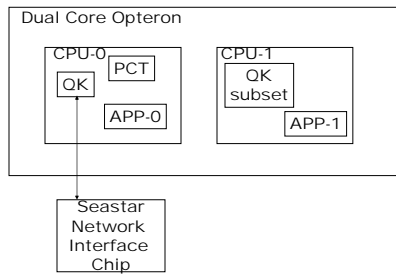 Dual Core Opteron
CPU-0
PCT
QK
APP-0
CPU-1
QK
subset
APP-1
Seastar
Network
Interface
Chip